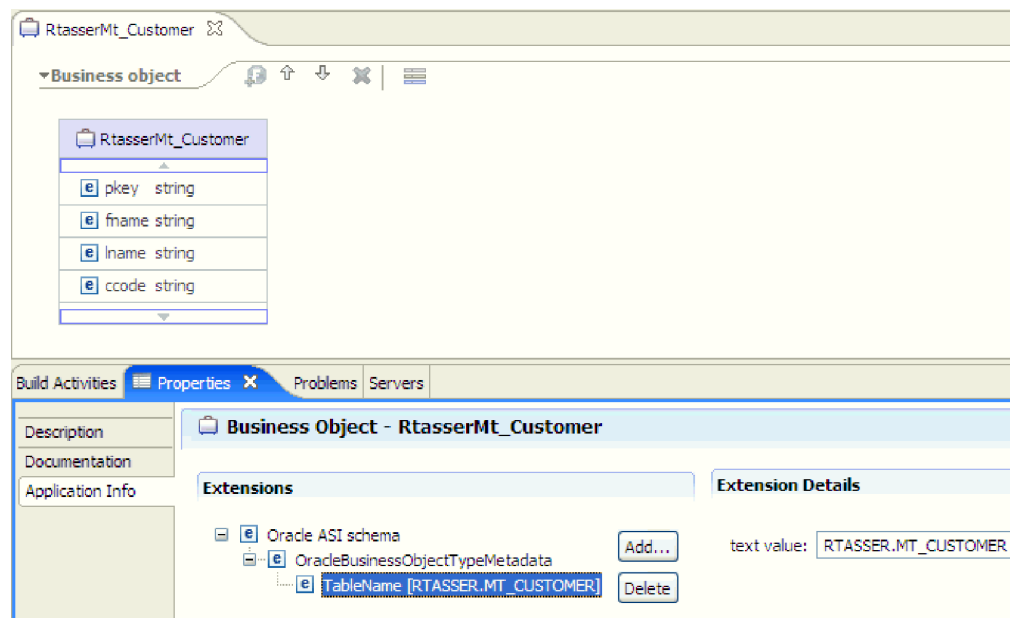 RtasserMt_Customer
Business object
RtasserMt_Customer
e pkey string
e fname string
e lname string
e ccode string
Build Activities Properties Problems Servers
Description
Documentation
Application Info
Business Object - RtasserMt_Customer
Extensions
Extension Details
e Oracle ASI schema
e OracleBusinessObjectTypeMetadata
e TableName [RTASSER.MT_CUSTOMER]
Add...
Delete
text value: RTASSER.MT_CUSTOMER